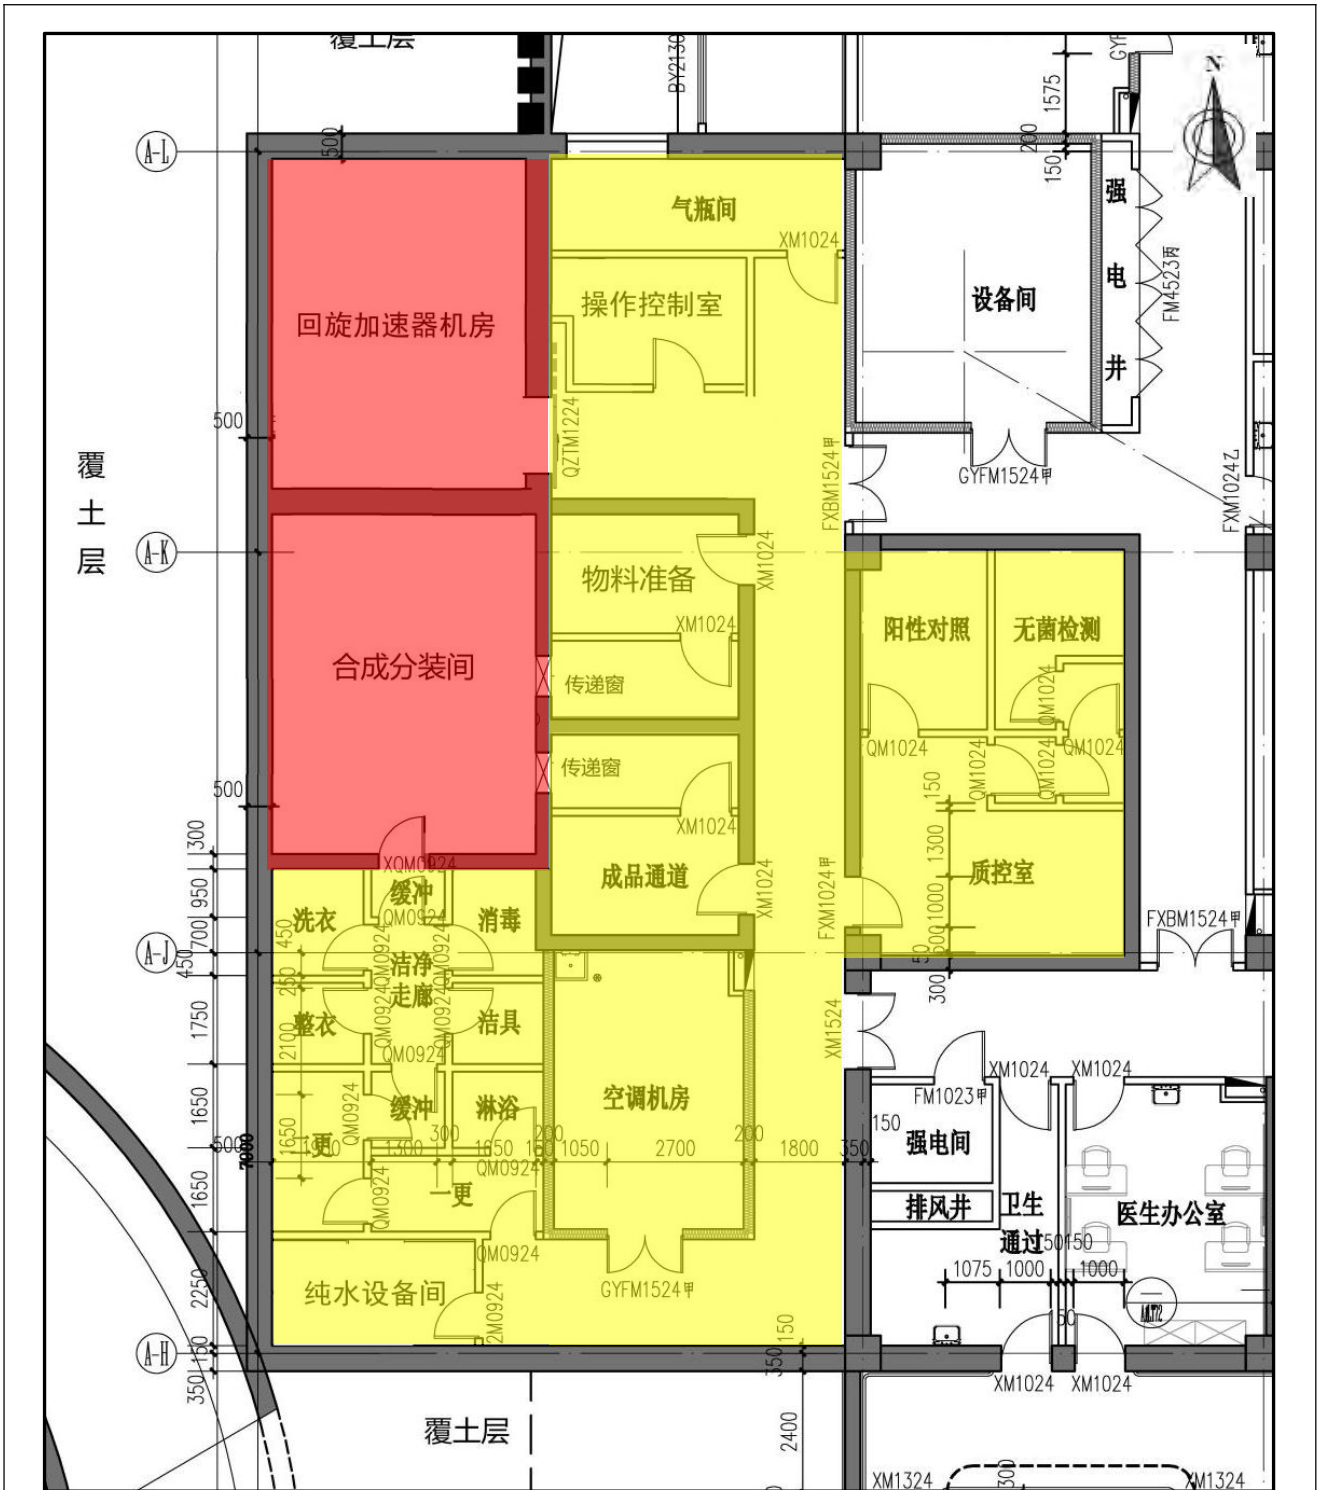 覆土层
BY2130
1575
N
A-L
500
200
150
气瓶间
XM1024
强
电
井
FM4523丙
操作控制室
设备间
回旋加速器机房
500
QZTM1224
FXBM1524甲
GYFM1524甲
FXM1024乙
覆
土
层
A-K
物料准备
XM1024
XM1024
阳性对照
无菌检测
合成分装间
传递窗
QM1024
QM1024
QM1024
QM1024
QM1024
传递窗
150
500
XM1024
1300
300
XQM0924
成品通道
XM1024
FXM1024甲
质控室
950
缓冲
QM0924
洗衣
消毒
1000
FXBM1524甲
700
450
QM0924
QM0924
A-J
450
洁净
走廊
250
300
整衣
洁具
1750
2100
QM0924
QM0924
QM0924
XM1524
空调机房
XM1024
XM1024
FM1023甲
1650
缓冲
淋浴
QM0924
150
强电间
1650
300
200
1300
1650
1050
2700
200
1800
350
7000
QM0924
1650
QM0924
一更
排风井
卫生
通过
医生办公室
QM0924
1075
1000
1000
2250
纯水设备间
GYFM1524甲
150
150
A-H
150
350
350
XM1024
XM1024
覆土层
2400
XM1324
300